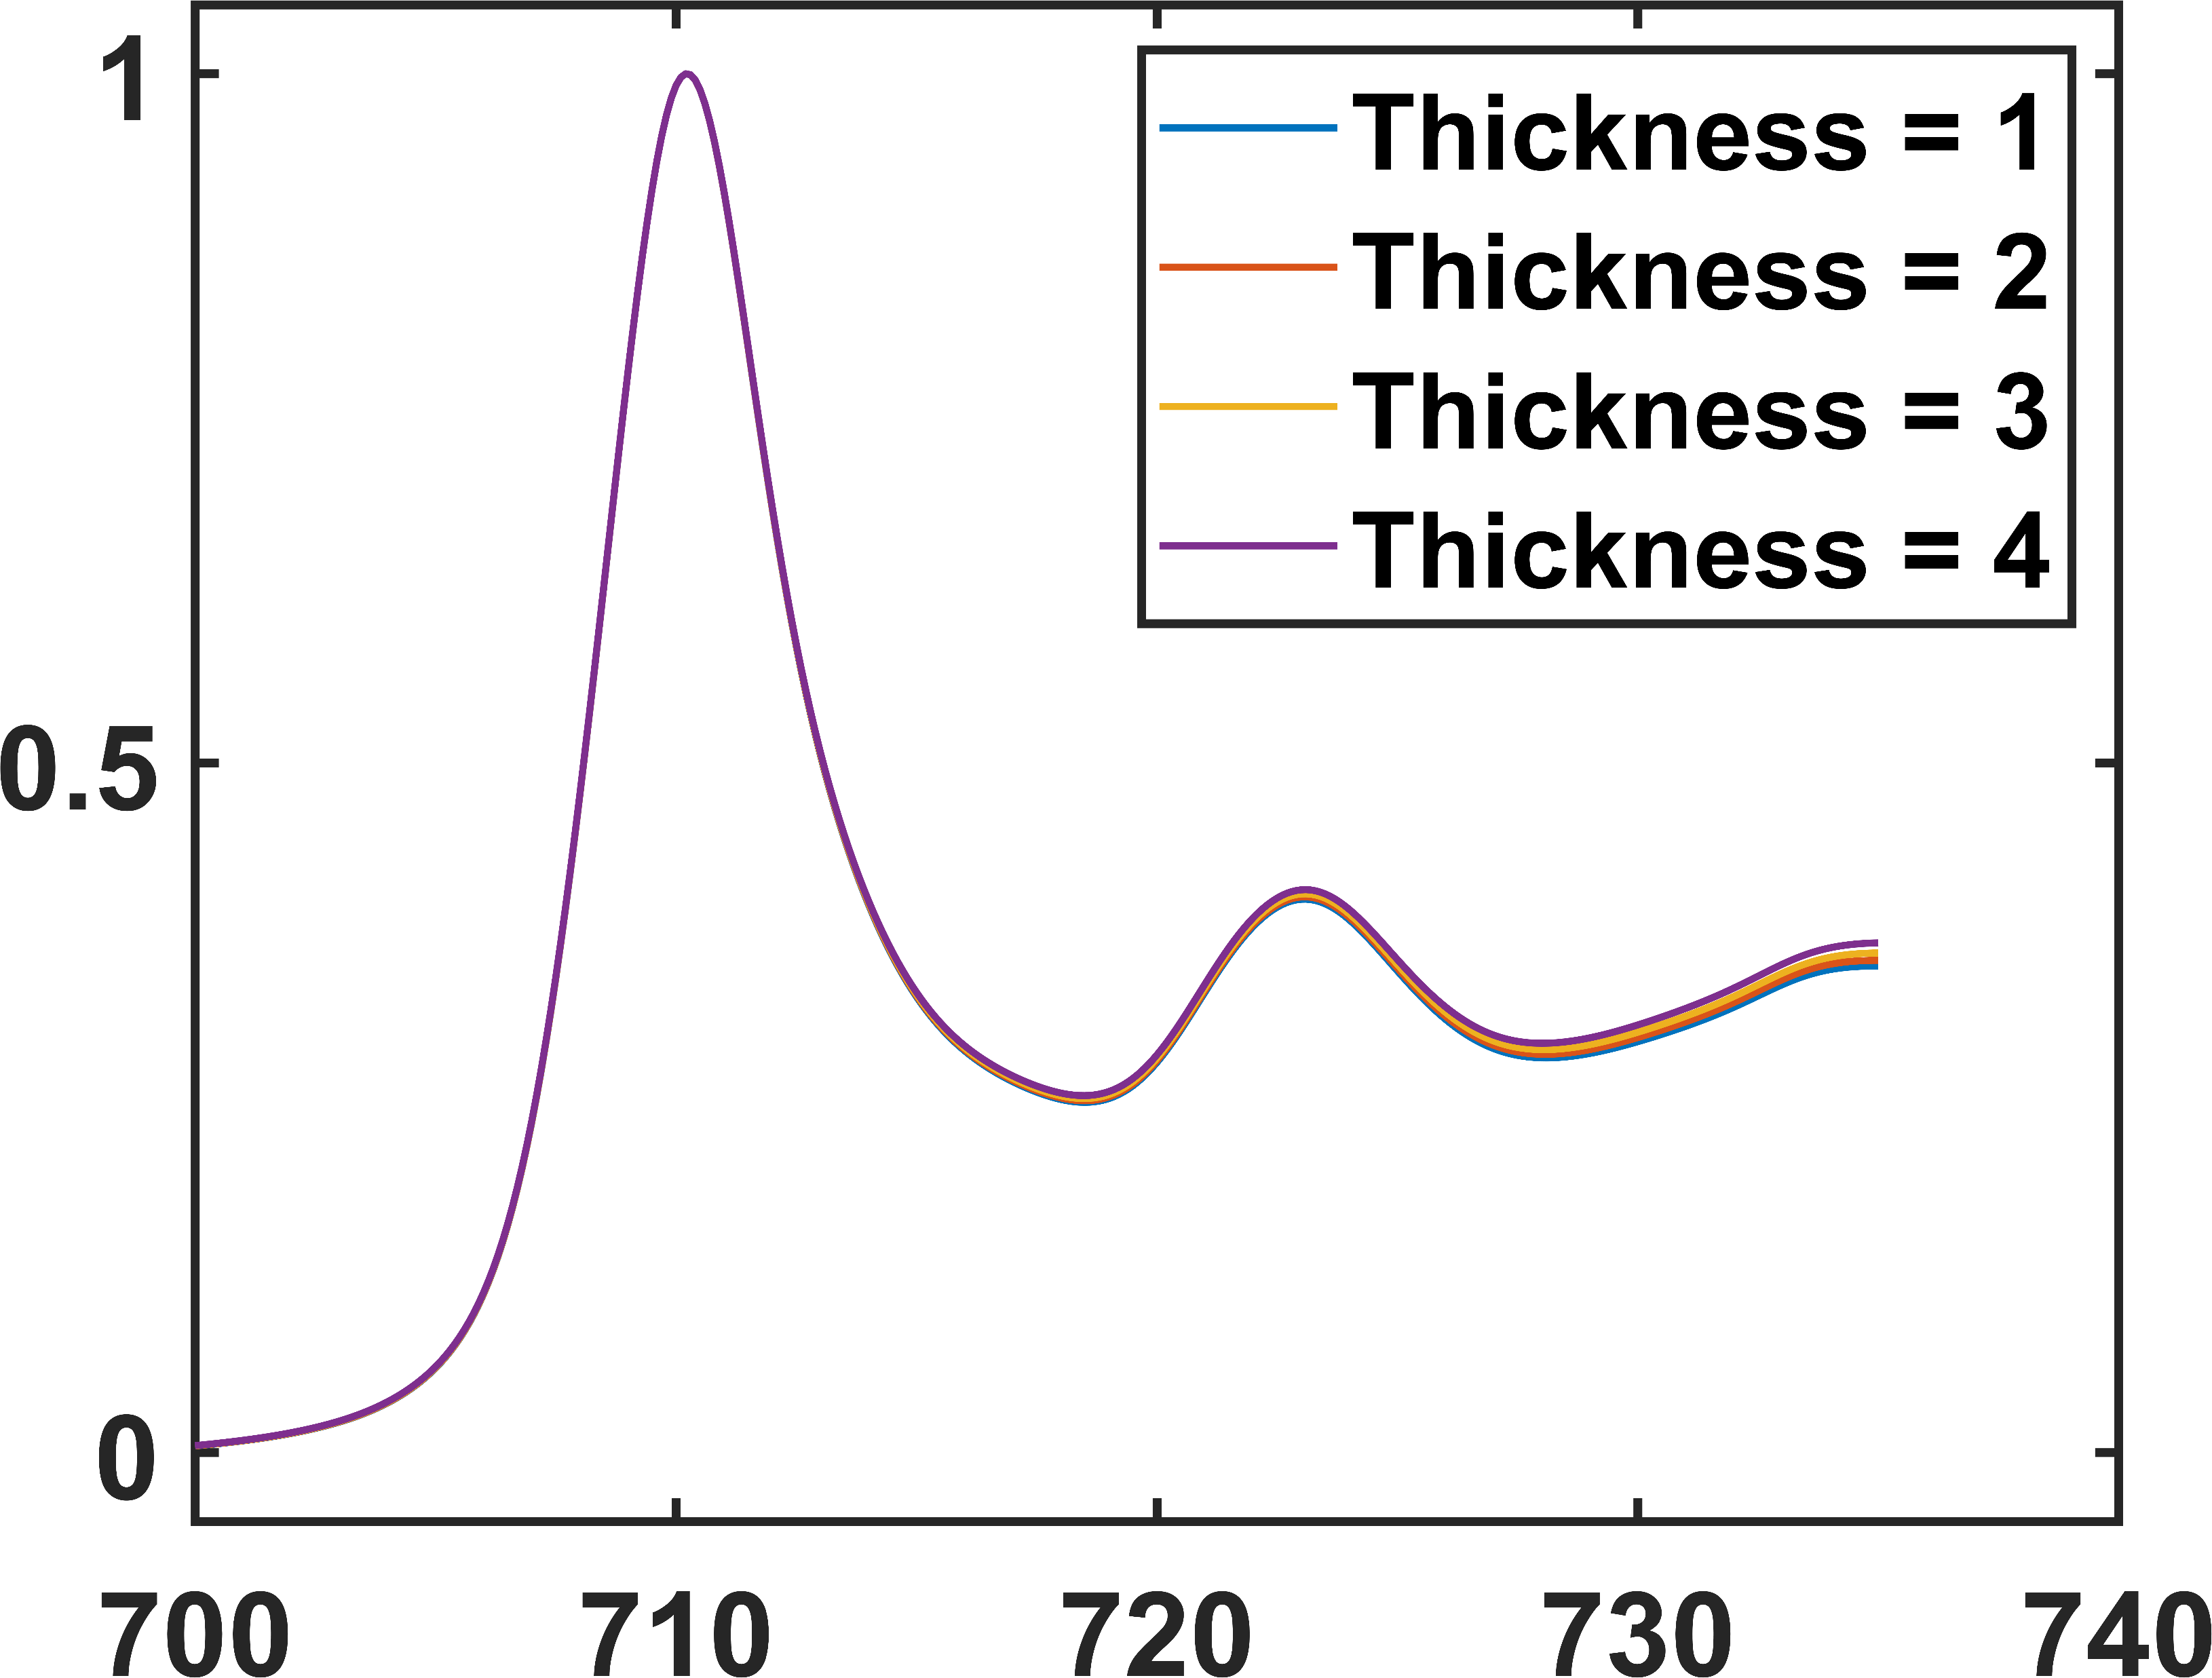 1
Thickness = 1
Thickness = 2
Thickness = 3
Thickness = 4
0.5
0
700 710 720 730 740